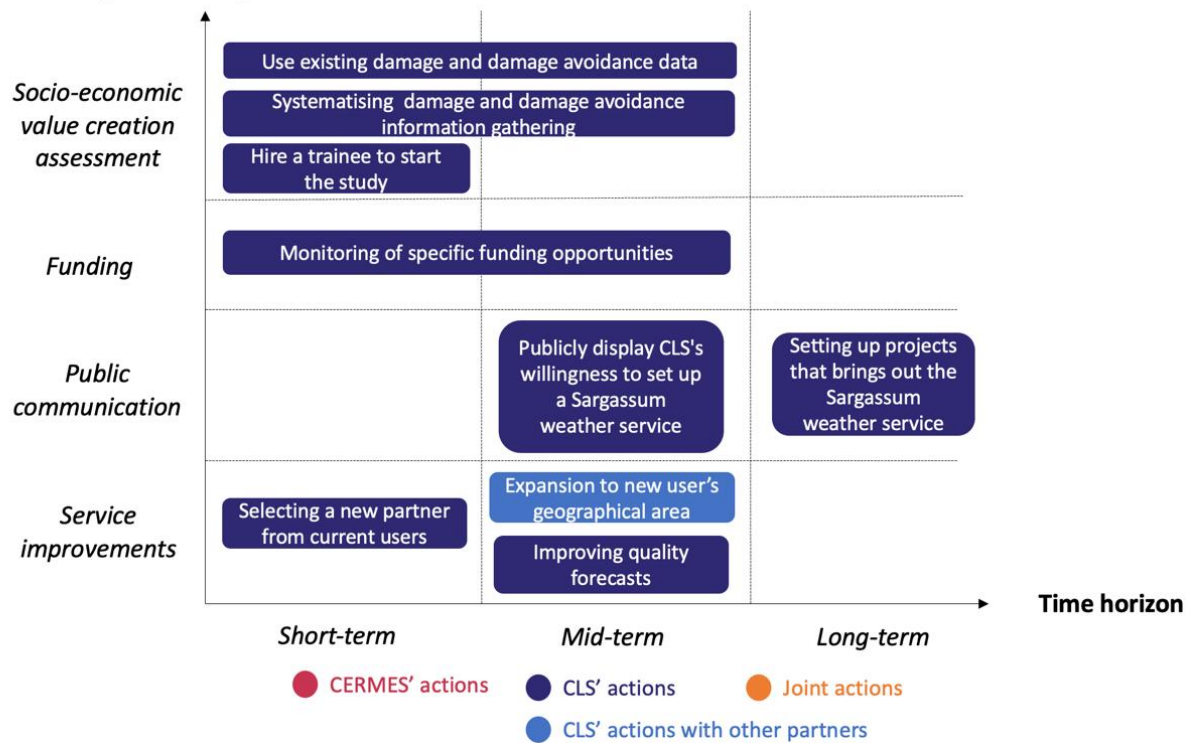 Socio-economic
value creation
assessment
Use existing damage and damage avoidance data
Systematising damage and damage avoidance
information gathering
Hire a trainee to start
the study
Funding
Monitoring of specific funding opportunities
Public
communication
Publicly display CLS's
willingness to set up
a Sargassum
weather service
Setting up projects
that brings out the
Sargassum
weather service
Service
improvements
Selecting a new partner
from current users
Expansion to new user's
geographical area
Improving quality
forecasts
Time horizon
Short-term
Mid-term
Long-term
CERMES' actions
CLS' actions
Joint actions
CLS' actions with other partners